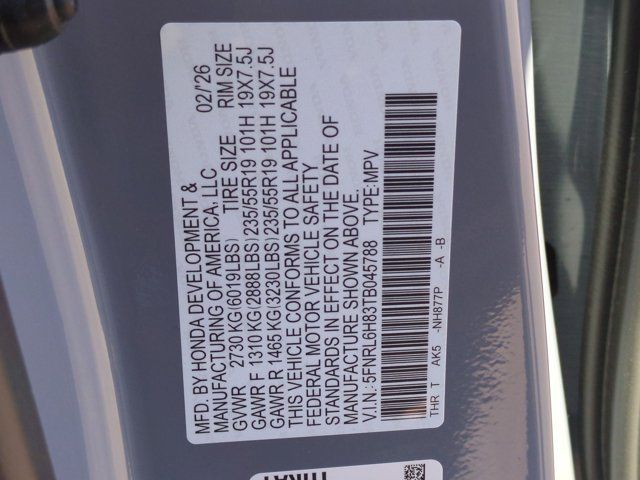 MFD. BY HONDA DEVELOPMENT & 02/'26
MANUFACTURING OF AMERICA, LLC
GVWR 2730 KG(6019LBS) TIRE SIZE RIM SIZE
GAWR F 1310 KG(2888LBS) 235/55R19 101H 19X7.5J
GAWR R 1465 KG(3230LBS) 235/55R19 101H 19X7.5J
THIS VEHICLE CONFORMS TO ALL APPLICABLE
FEDERAL MOTOR VEHICLE SAFETY
STANDARDS IN EFFECT ON THE DATE OF
MANUFACTURE SHOWN ABOVE.
V.I.N.: 5FNRL6H83TB045788 TYPE: MPV
THR T AK5 -NH877P -A -B